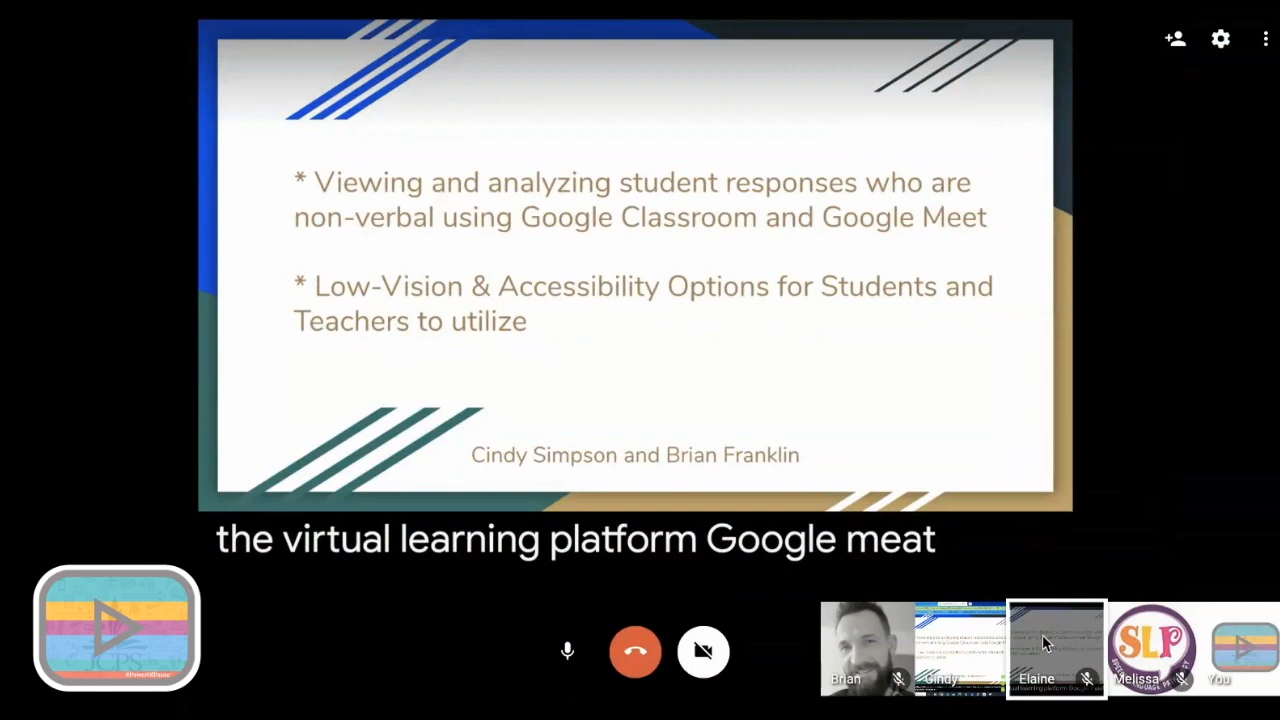 * Viewing and analyzing student responses who are
non-verbal using Google Classroom and Google Meet
* Low-Vision & Accessibility Options for Students and
Teachers to utilize
Cindy Simpson and Brian Franklin
the virtual learning platform Google meat
JCPS
#PowerOfPause
Brian
Cindy
Elaine
SLP
Melissa
You